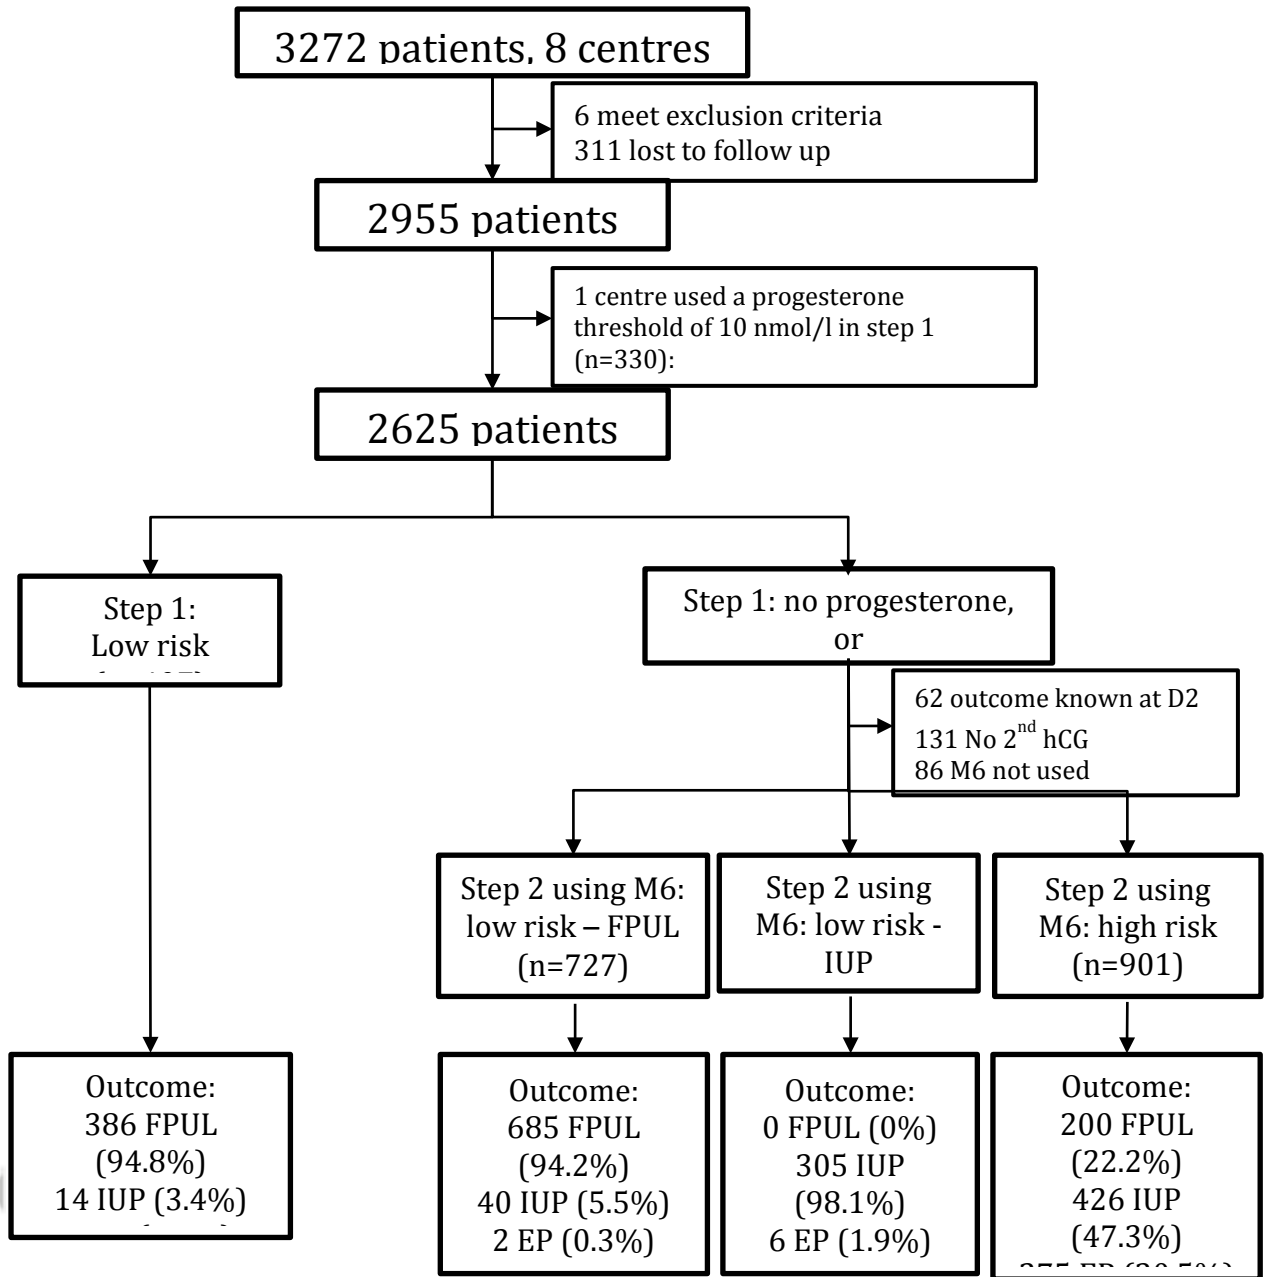 3272 patients, 8 centres
6 meet exclusion criteria
311 lost to follow up
2955 patients
1 centre used a progesterone
threshold of 10 nmol/l in step 1
(n=330):
2625 patients
Step 1:
Low risk
Step 1: no progesterone,
or
62 outcome known at D2
131 No 2nd hCG
86 M6 not used
Step 2 using M6:
low risk – FPUL
(n=727)
Step 2 using
M6: low risk -
IUP
Step 2 using
M6: high risk
(n=901)
Outcome:
386 FPUL
(94.8%)
14 IUP (3.4%)
Outcome:
685 FPUL
(94.2%)
40 IUP (5.5%)
2 EP (0.3%)
Outcome:
0 FPUL (0%)
305 IUP
(98.1%)
6 EP (1.9%)
Outcome:
200 FPUL
(22.2%)
426 IUP
(47.3%)